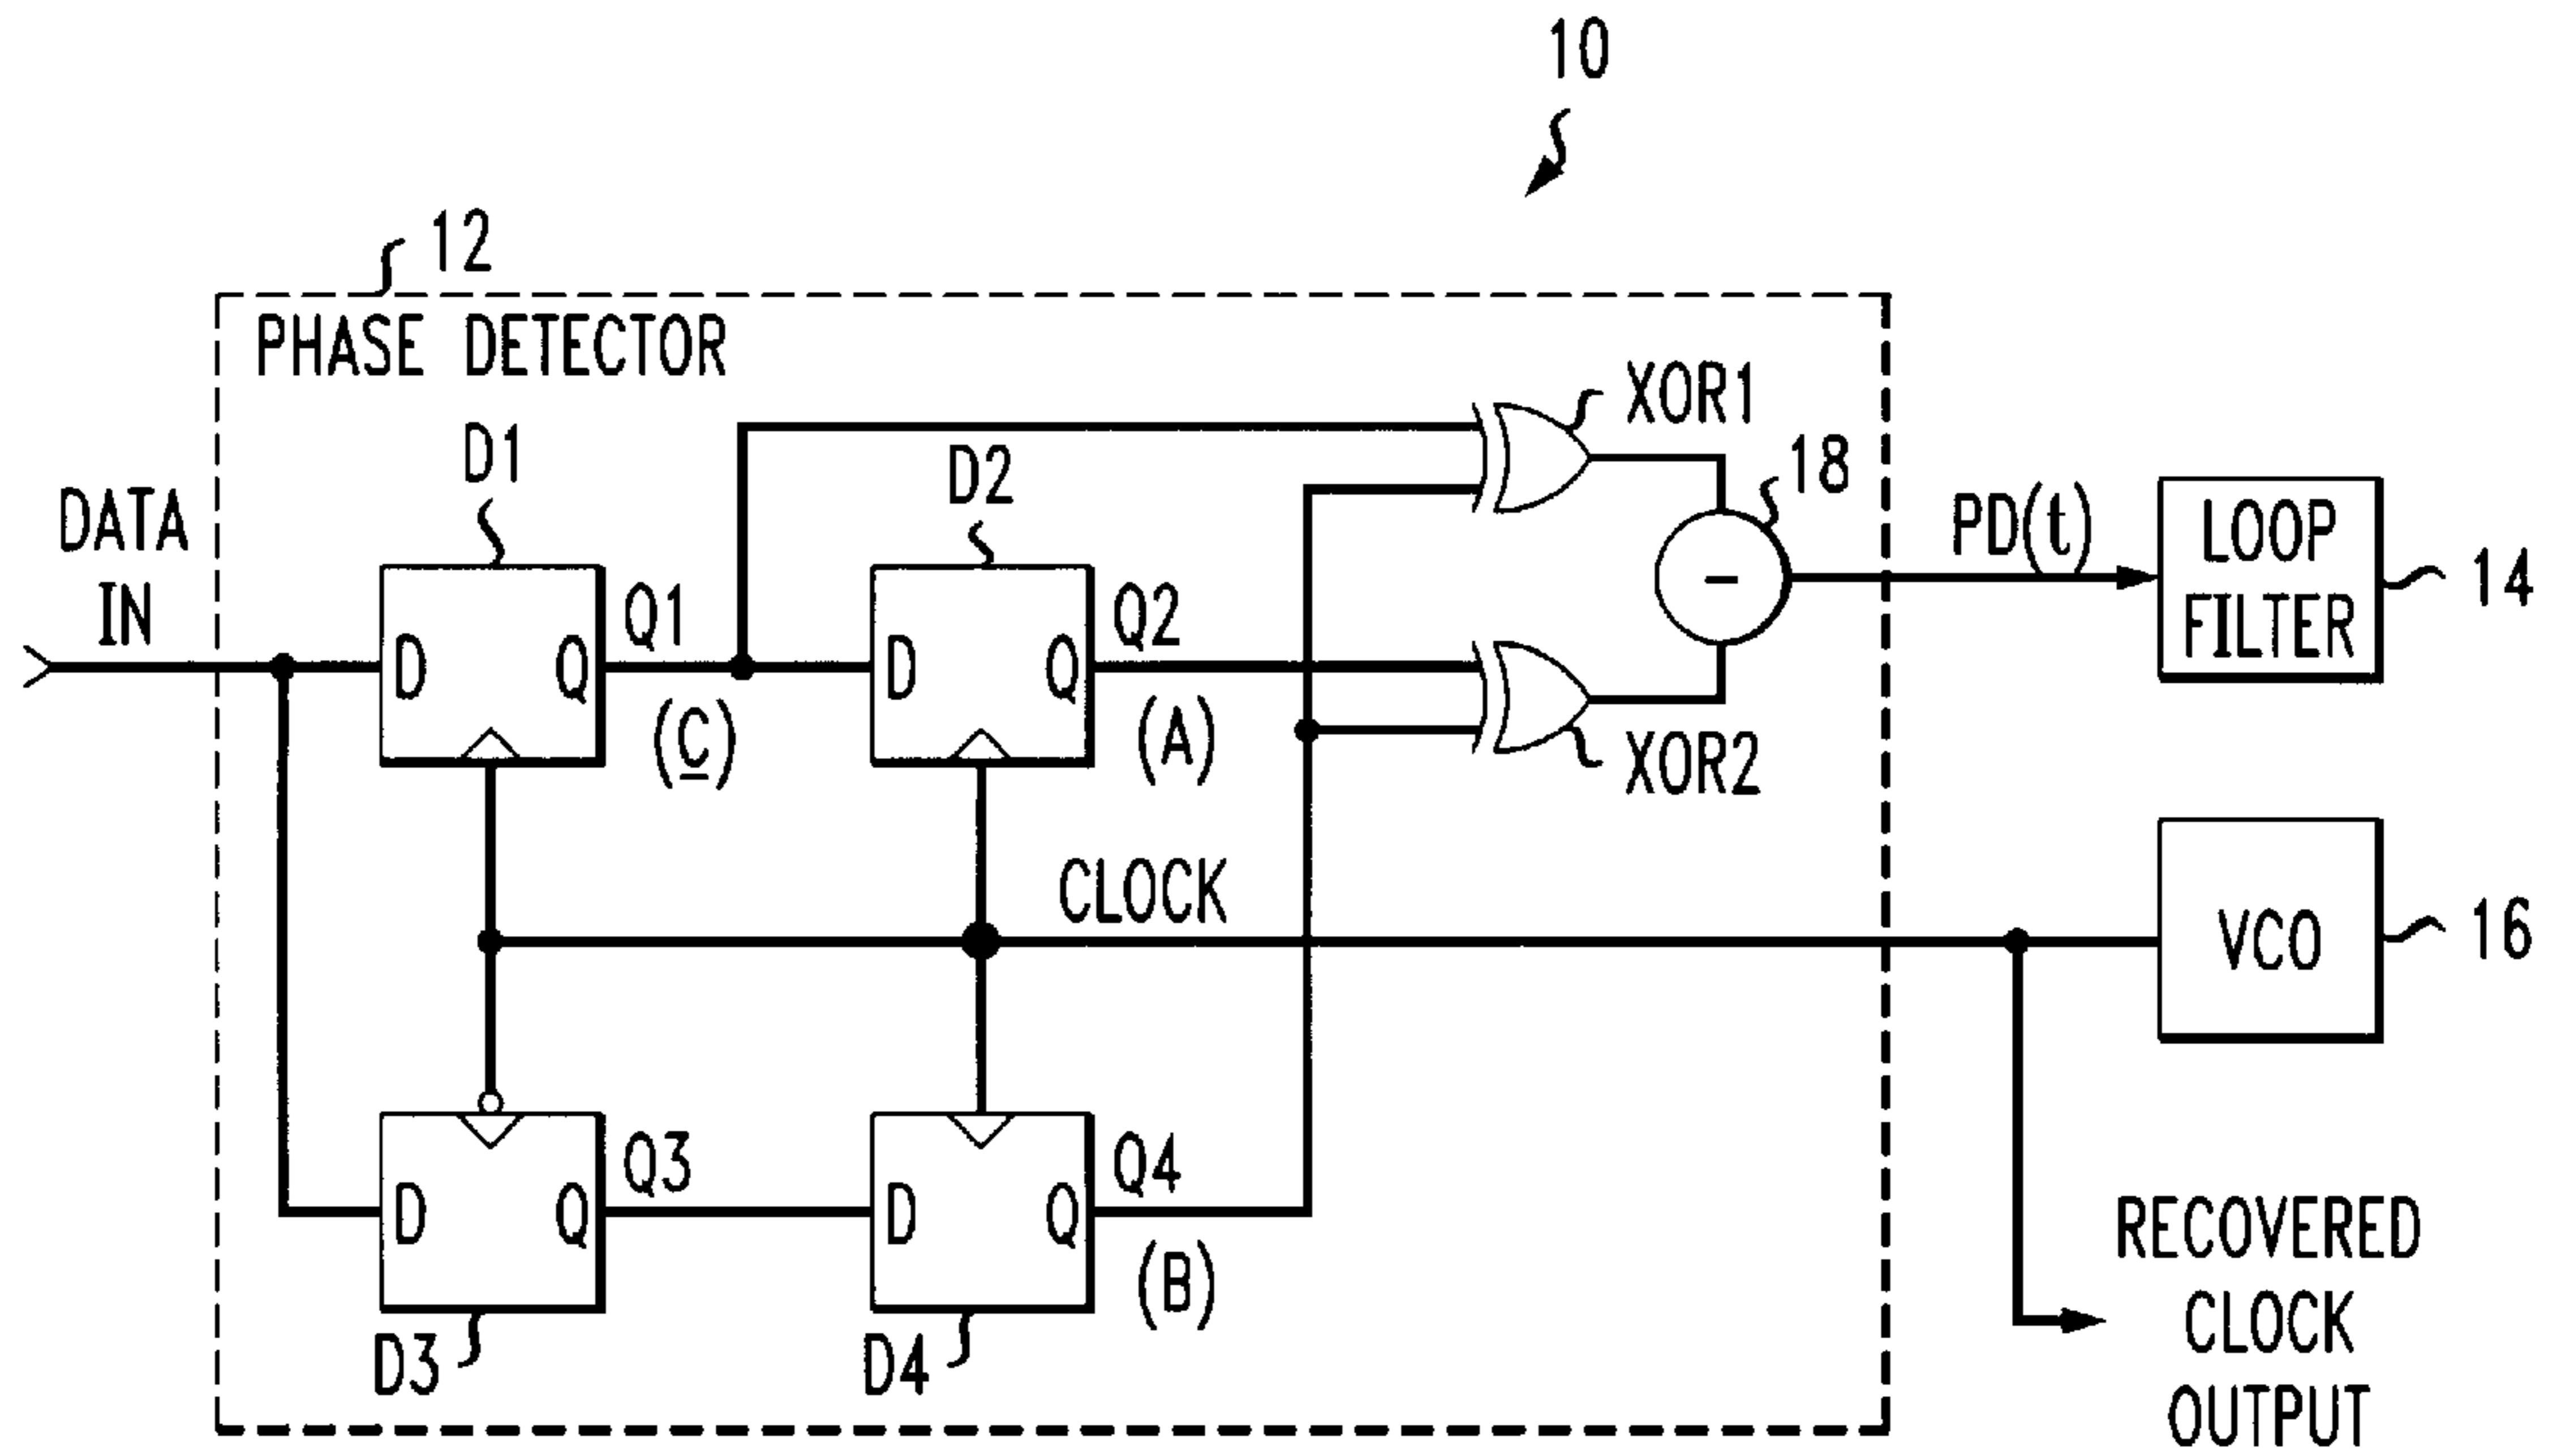 10
12
PHASE DETECTOR
XOR1
D1
D2
18
DATA
IN
PD(t)
LOOP
FILTER
14
Q1
Q2
D
Q
D
Q
(C)
(A)
XOR2
CLOCK
VCO
16
Q3
Q4
D
Q
D
Q
(B)
D3
D4
RECOVERED
CLOCK
OUTPUT